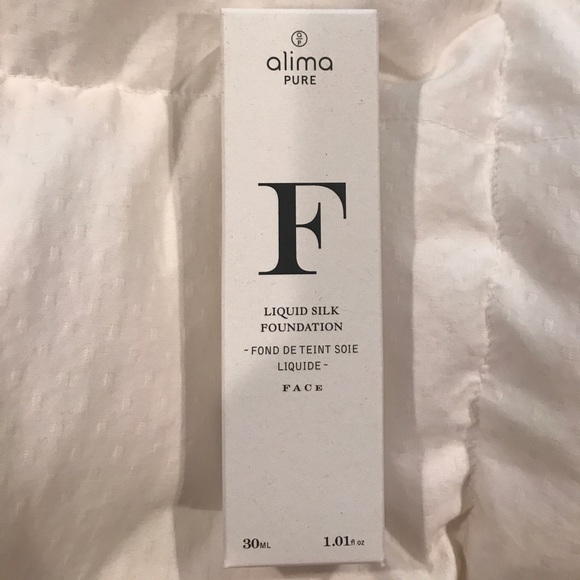 alima
PURE
F
LIQUID SILK
FOUNDATION
-FOND DE TEINT SOIE
LIQUIDE-
FACE
30ML 1.01fl oz